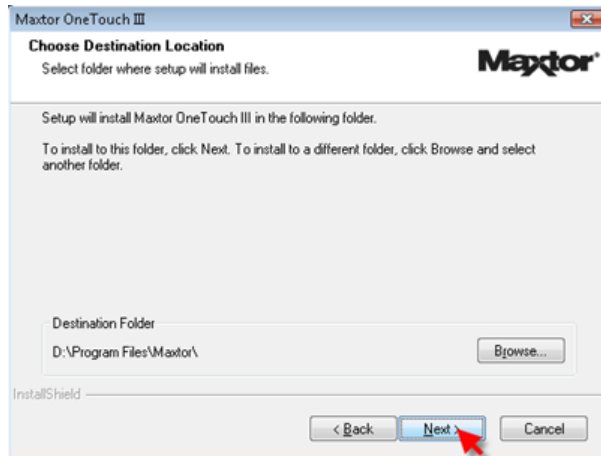 Maxtor OneTouch III
Choose Destination Location
Select folder where setup will install files.
Maxtor
Setup will install Maxtor OneTouch III in the following folder.
To install to this folder, click Next. To install to a different folder, click Browse and select
another folder.
Destination Folder
D:\Program Files\Maxtor\
Browse...
InstallShield
< Back
Next >
Cancel